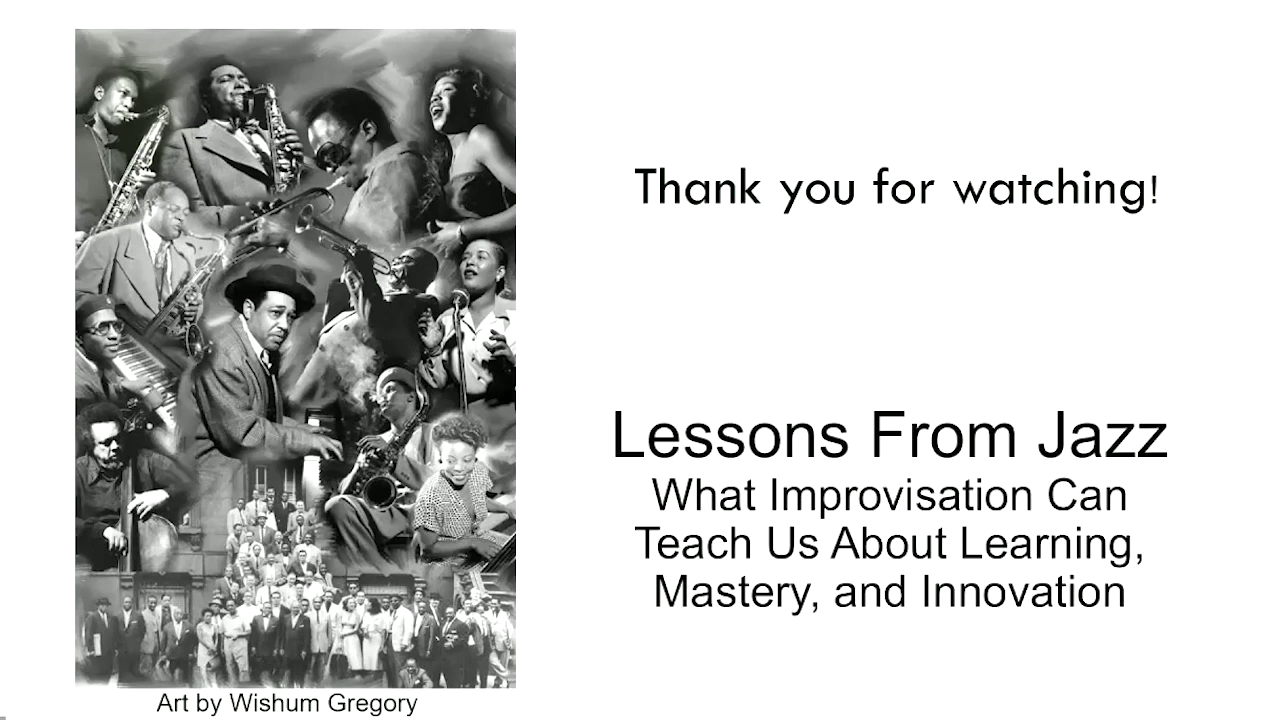 Thank you for watching!
Lessons From Jazz
What Improvisation Can
Teach Us About Learning,
Mastery, and Innovation
Art by Wishum Gregory